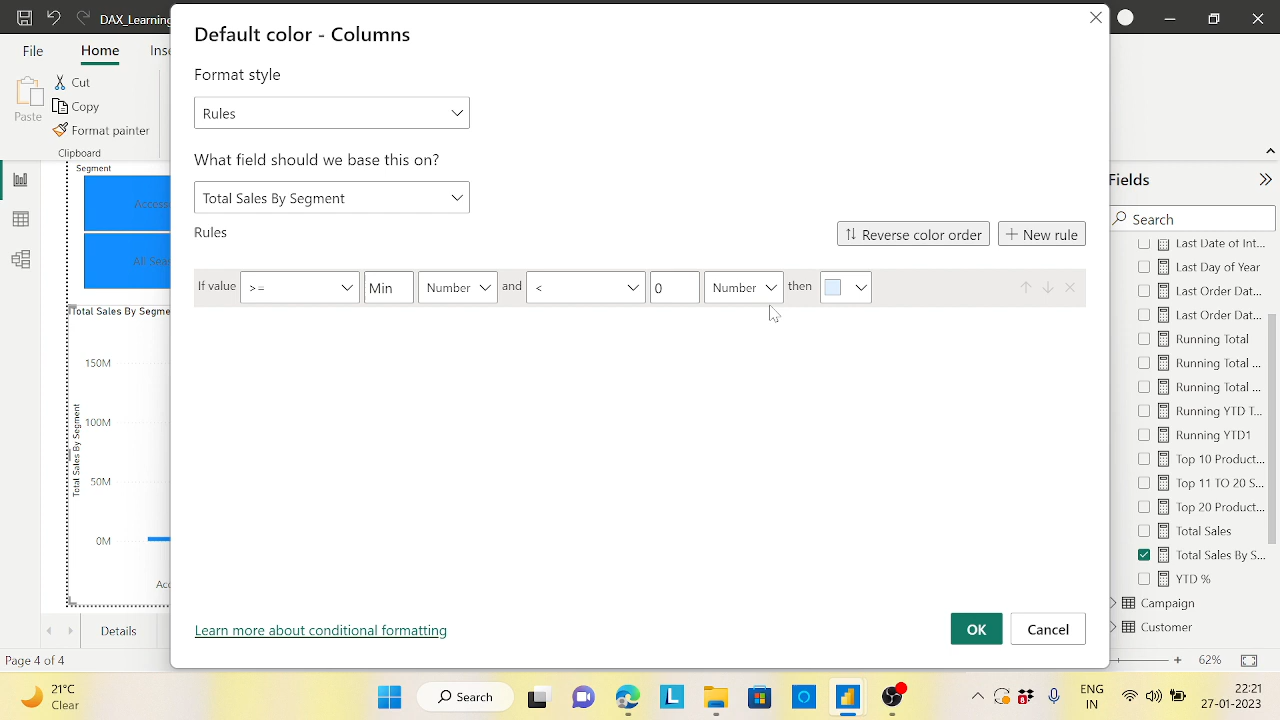 DAX Learning
Default color - Columns
File
Home
Format style
Cut
Copy
Paste
Format painter
Clipboard
Rules
What field should we base this on?
Segment
Fields
Total Sales By Segment
Search
Rules
Reverse color order
New rule
Last Date of Int...
Last Day of Year
If value >= Min Number and < 0 Number then
Last Order Dat...
Total Sales By Segme
Last Order Dat...
Running Total
150M
Running Total ...
Running Total ...
Running YTD T...
100M
Running YTD1
Top 10 Product...
50M
Top 11 TO 20 S...
Top 20 Product...
Total Sales
0M
Total Sales By S...
YTD %
Total Sales By Segment
Acc
Campaign
Customer
Learn more about conditional formatting
OK
Cancel
Details
Page 4 of 4
62%
21°C
Clear
Search
ENG
IN
22:21
27-01-2023